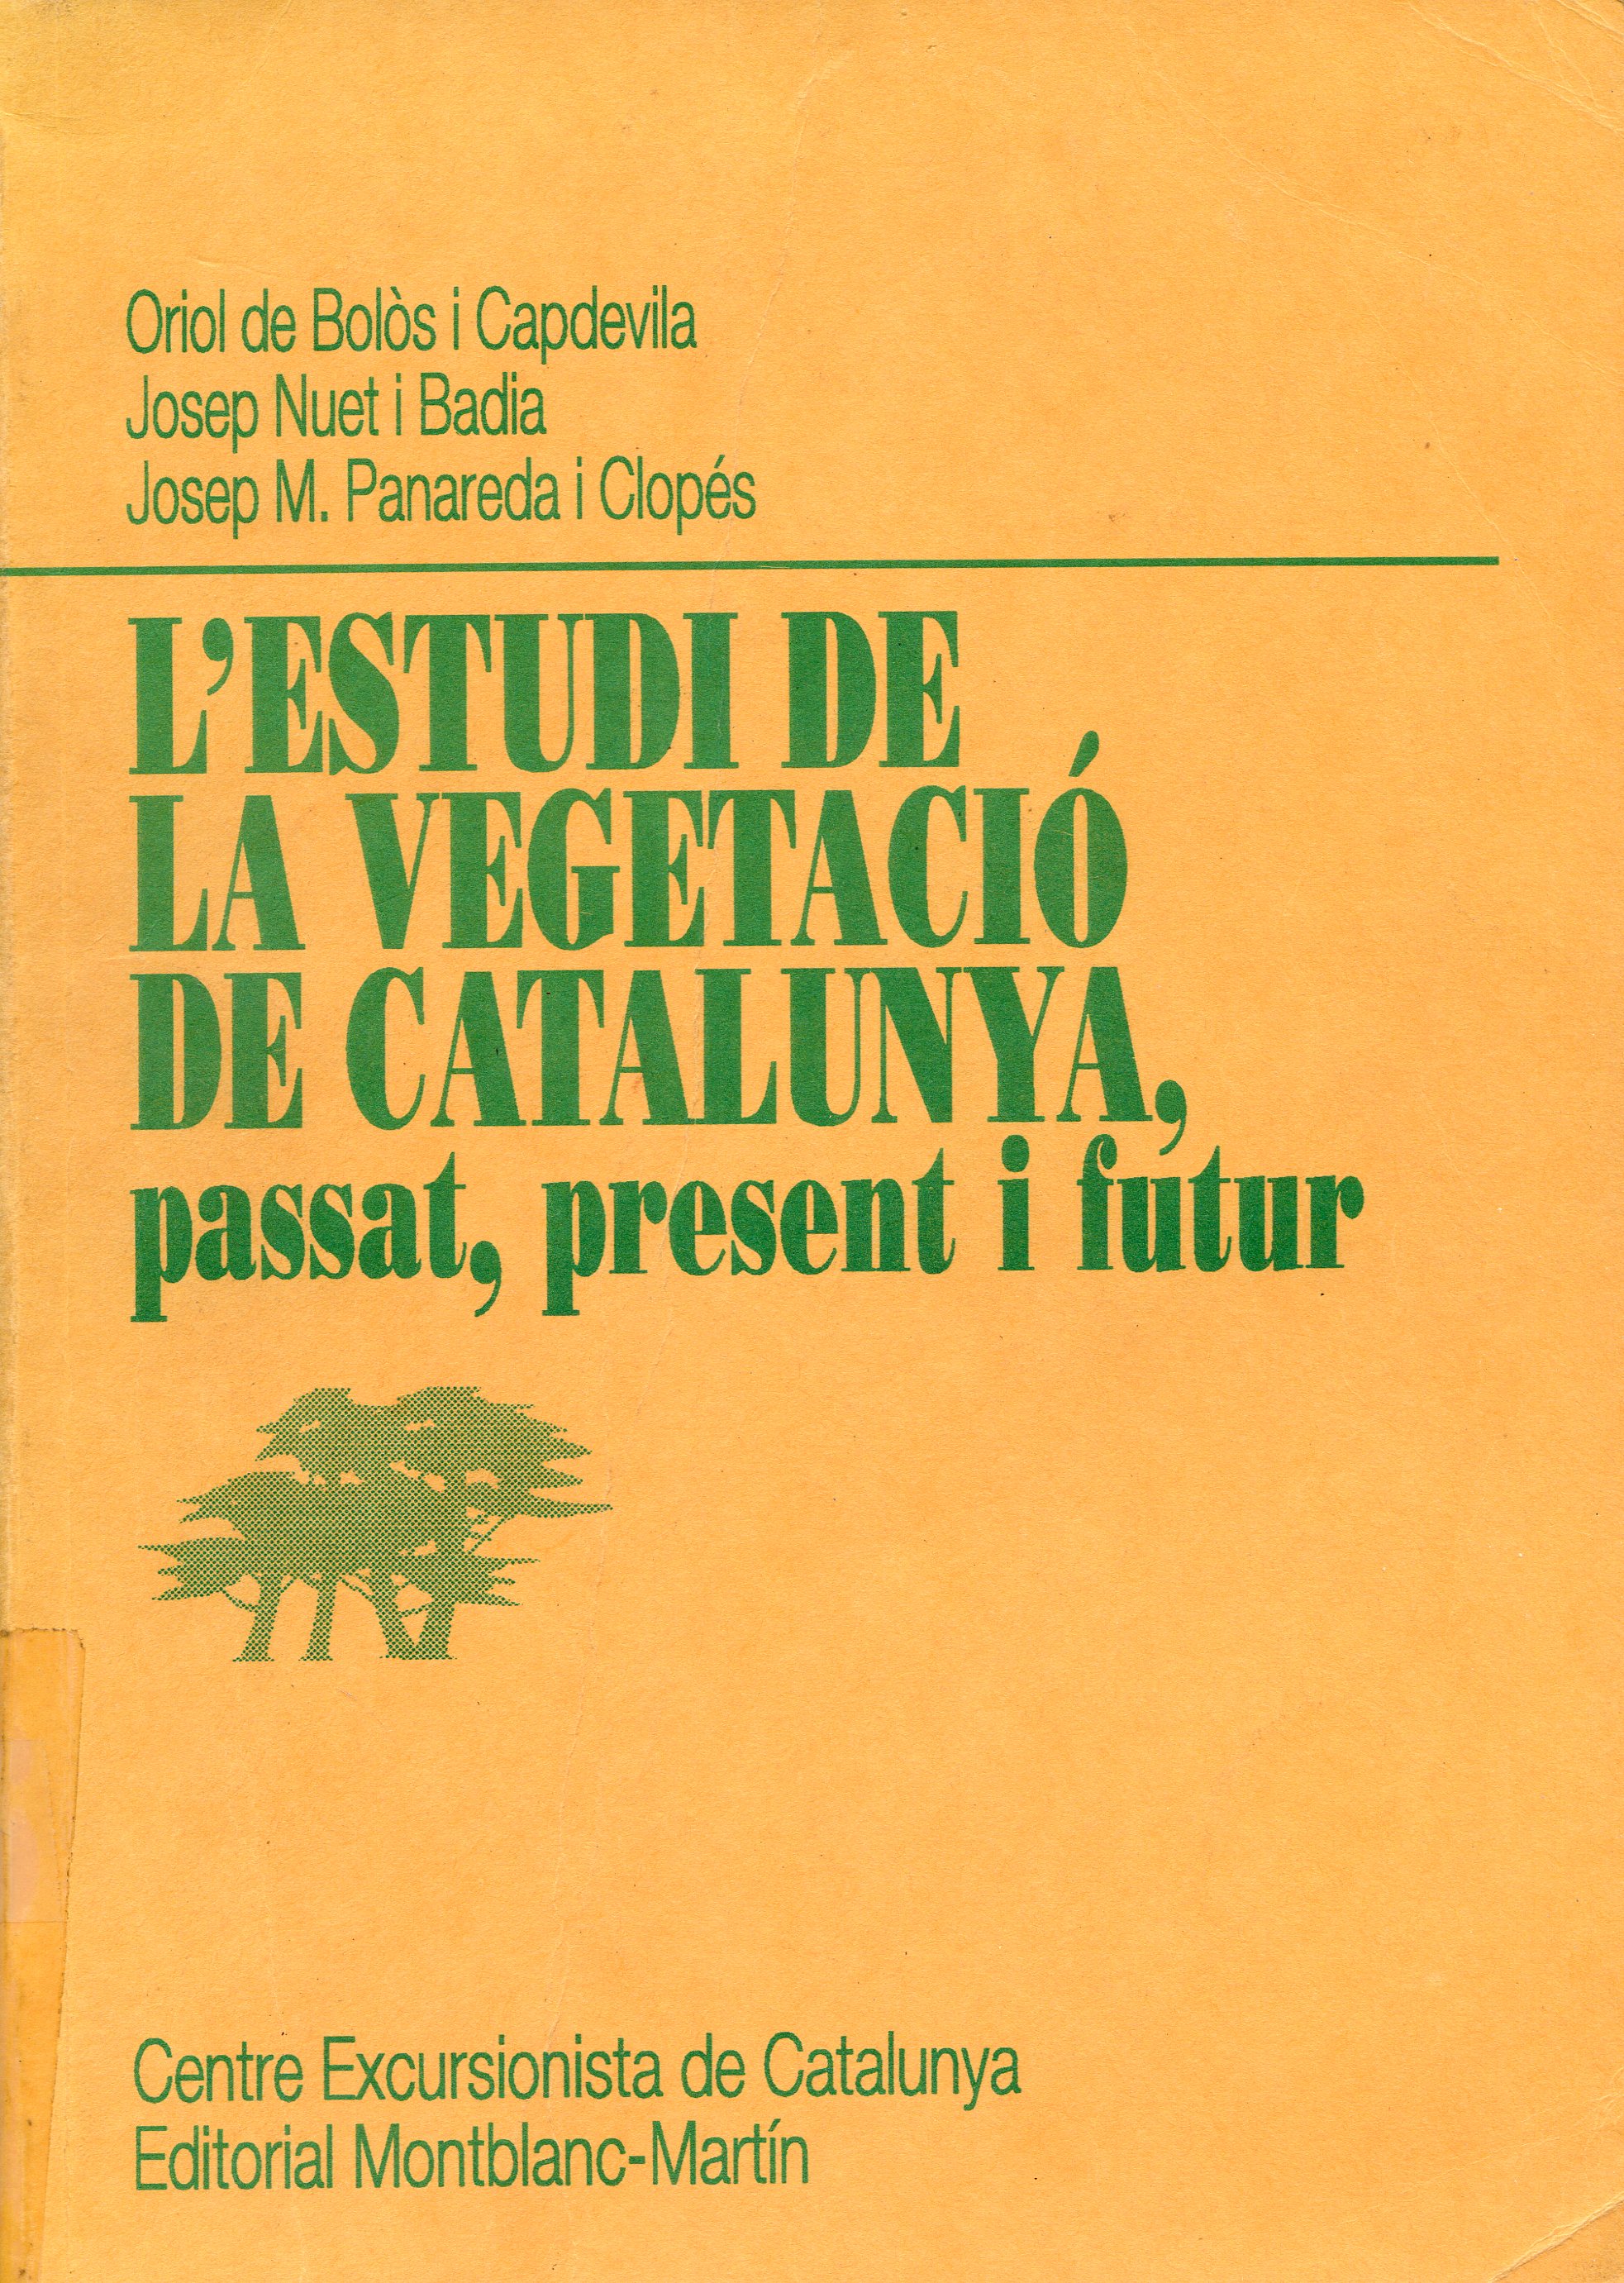 Oriol de Bolòs i Capdevila
Josep Nuet i Badia
Josep M. Panareda i Clopés
L'ESTUDI DE
LA VEGETACIÓ
DE CATALUNYA,
passat, present i futur
Centre Excursionista de Catalunya
Editorial Montblanc-Martín